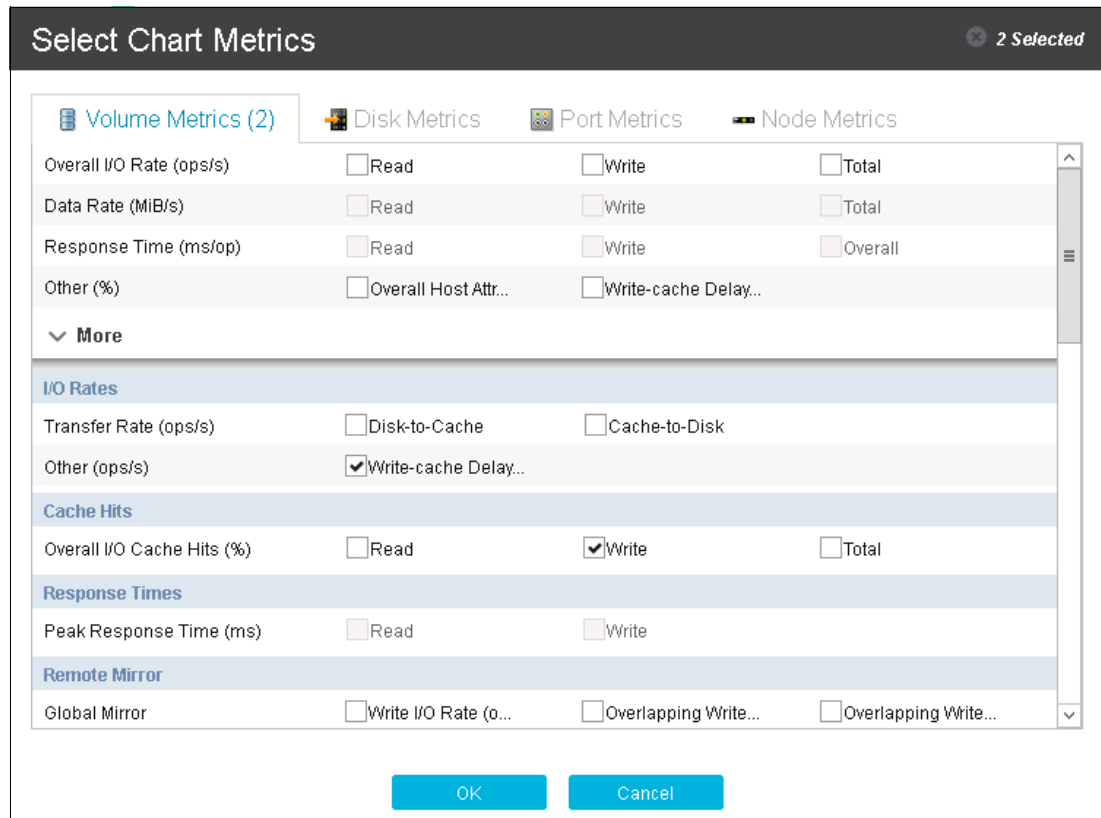 Select Chart Metrics 2 Selected
Volume Metrics (2) Disk Metrics Port Metrics Node Metrics
Overall I/O Rate (ops/s) Read Write Total
Data Rate (MiB/s) Read Write Total
Response Time (ms/op) Read Write Overall
Other (%) Overall Host Attr... Write-cache Delay...
More
I/O Rates
Transfer Rate (ops/s) Disk-to-Cache Cache-to-Disk
Other (ops/s) Write-cache Delay...
Cache Hits
Overall I/O Cache Hits (%) Read Write Total
Response Times
Peak Response Time (ms) Read Write
Remote Mirror
Global Mirror Write I/O Rate (o... Overlapping Write... Overlapping Write...
OK Cancel